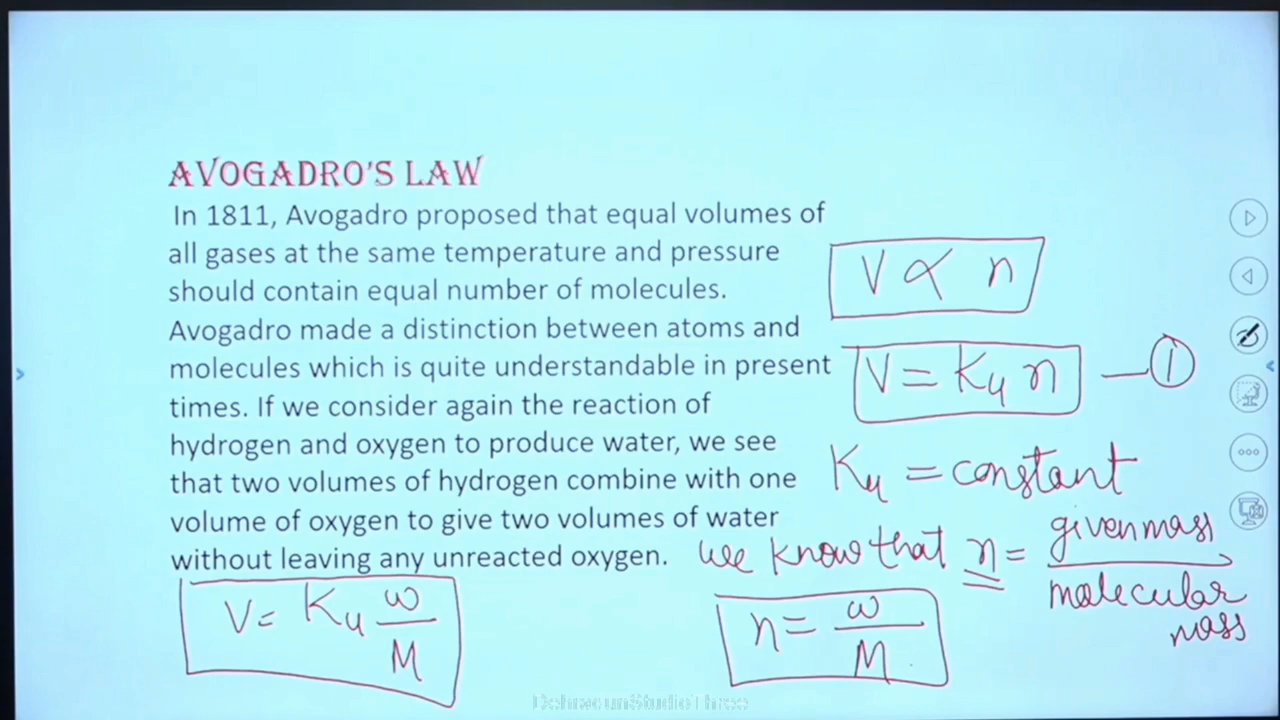 AVOGADRO'S LAW
In 1811, Avogadro proposed that equal volumes of
all gases at the same temperature and pressure
should contain equal number of molecules.
Avogadro made a distinction between atoms and
molecules which is quite understandable in present
times. If we consider again the reaction of
hydrogen and oxygen to produce water, we see
that two volumes of hydrogen combine with one
volume of oxygen to give two volumes of water
without leaving any unreacted oxygen.
V ∝ n
V = K₄ n — ①
K₄ = constant
we know that n = given mass / molecular mass
n = w / M
V = K₄ w / M